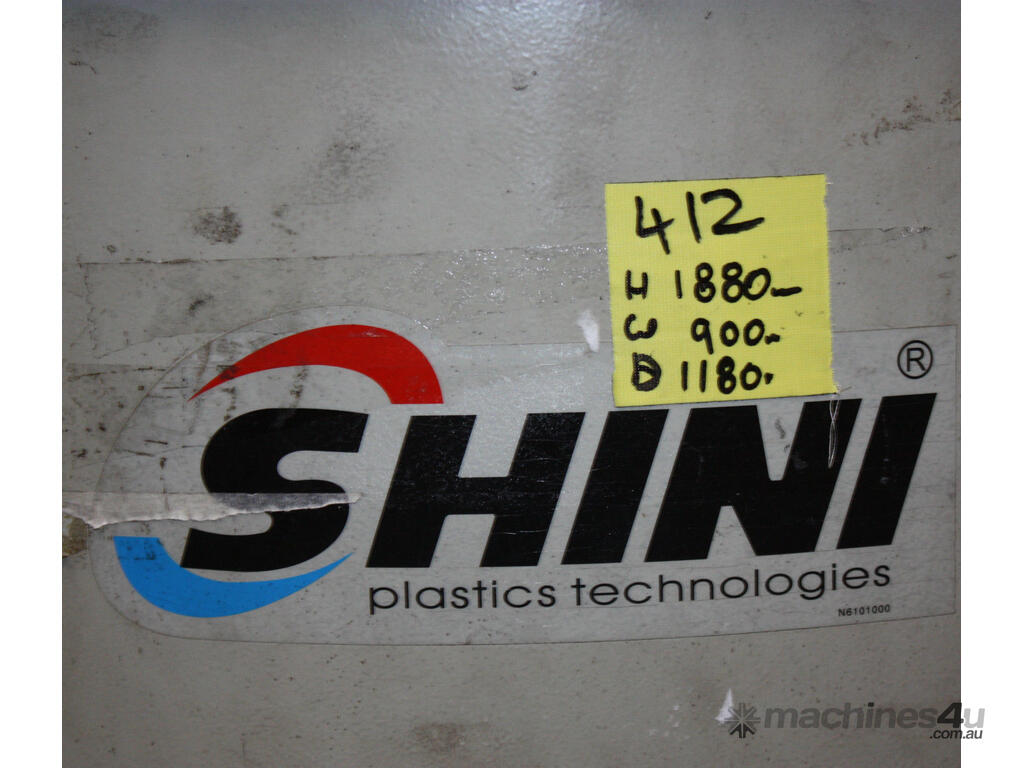 412
H 1880
W 900
D 1180
®
SHINI
plastics technologies
N6101000
machines4u
.com.au